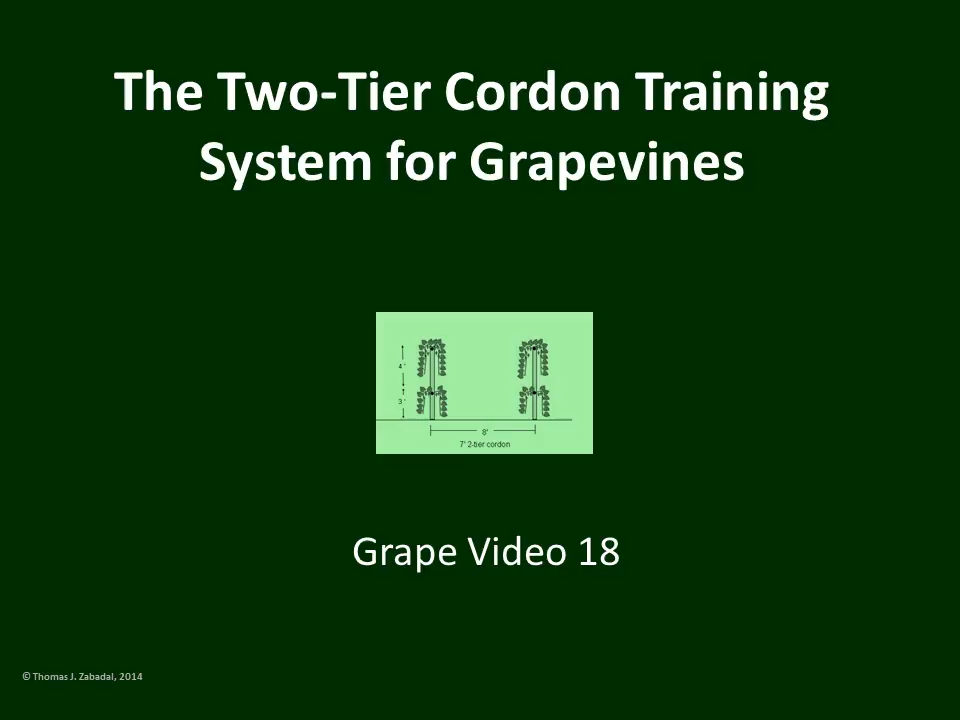 The Two-Tier Cordon Training
System for Grapevines
4'
3'
8'
7' 2-tier cordon
Grape Video 18
© Thomas J. Zabadal, 2014